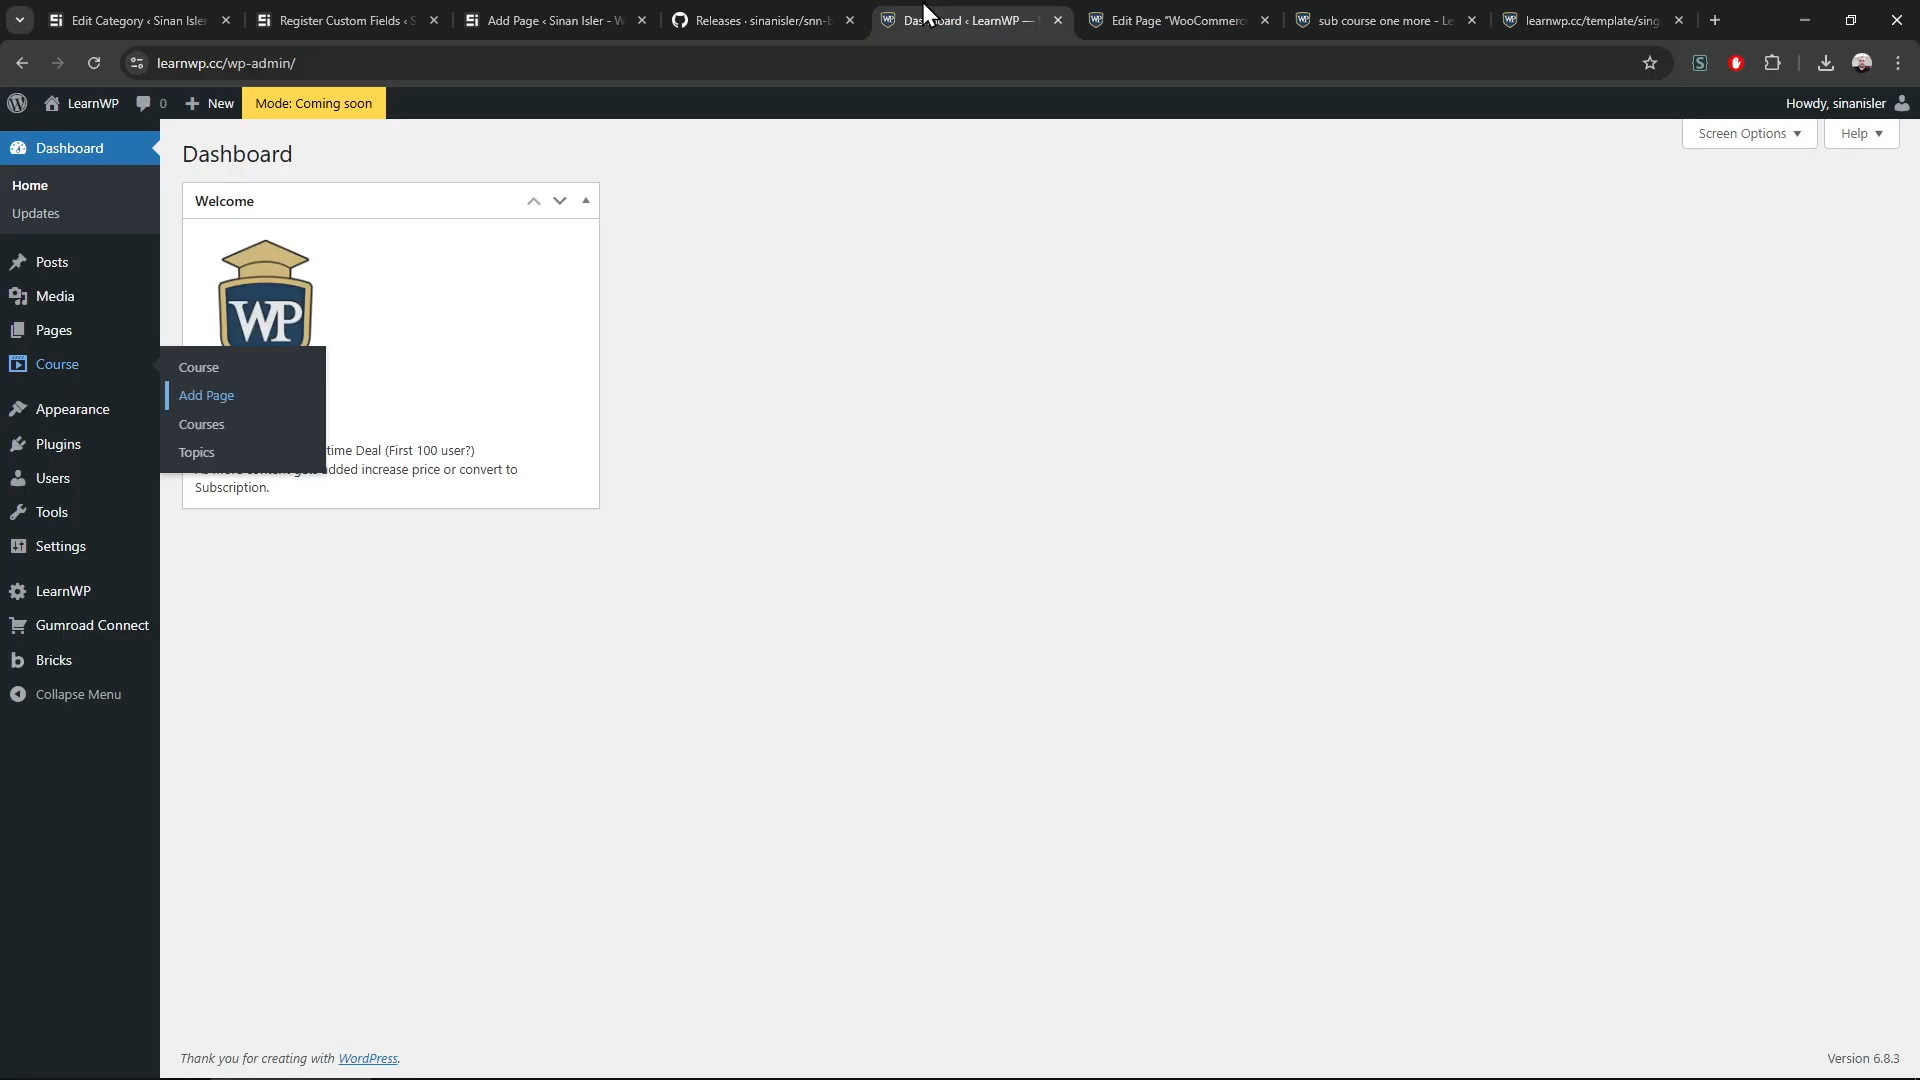 Edit Category ‹ Sinan Isler
Register Custom Fields ‹ S
Add Page ‹ Sinan Isler - W
Releases · sinanisler/snn-b
Dashboard ‹ LearnWP —
Edit Page “WooCommerc
sub course one more - Le
learnwp.cc/template/sing
learnwp.cc/wp-admin/
LearnWP
0
New
Mode: Coming soon
Howdy, sinanisler
Dashboard
Screen Options
Help
Home
Updates
Posts
Media
Pages
Course
Appearance
Plugins
Users
Tools
Settings
LearnWP
Gumroad Connect
Bricks
Collapse Menu
Dashboard
Welcome
WP
Course
Add Page
Courses
Topics
time Deal (First 100 user?)
added increase price or convert to
Subscription.
Thank you for creating with WordPress.
Version 6.8.3